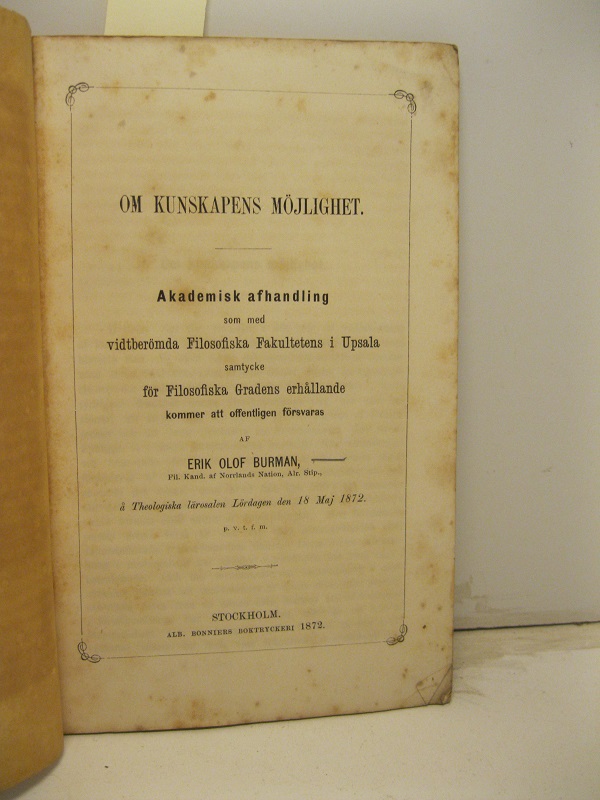 OM KUNSKAPENS MÖJLIGHET.
Akademisk afhandling
som med
vidtberömda Filosofiska Fakultetens i Upsala
samtycke
för Filosofiska Gradens erhållande
kommer att offentligen försvaras
AF
ERIK OLOF BURMAN,
Fil. Kand. af Norrlands Nation, Alr. Stip.,
å Theologiska lärosalen Lördagen den 18 Maj 1872.
p. v. t. f. m.
STOCKHOLM.
ALB. BONNIERS BOKTRYCKERI 1872.